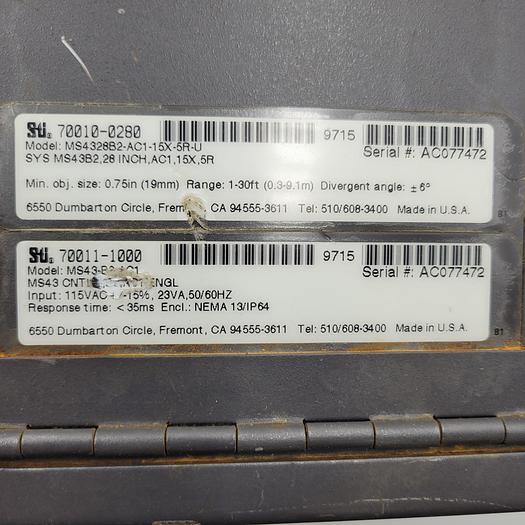 Sti® 70010-0280 9715
Model: MS4328B2-AC1-15X-5R-U Serial #: AC077472
SYS MS43B2,28 INCH,AC1,15X,5R
Min. obj. size: 0.75in (19mm) Range: 1-30ft (0.3-9.1m) Divergent angle: ±6°
6550 Dumbarton Circle, Fremont, CA 94555-3611 Tel: 510/608-3400 Made in U.S.A. B1
Sti® 70011-1000 9715
Model: MS43-B2-AC1 Serial #: AC077472
MS43 ENGL
Input: 115VAC+/-15%, 23VA,50/60HZ
Response time: <35ms Encl.: NEMA 13/IP64
6550 Dumbarton Circle, Fremont, CA 94555-3611 Tel: 510/608-3400 Made in U.S.A. B1